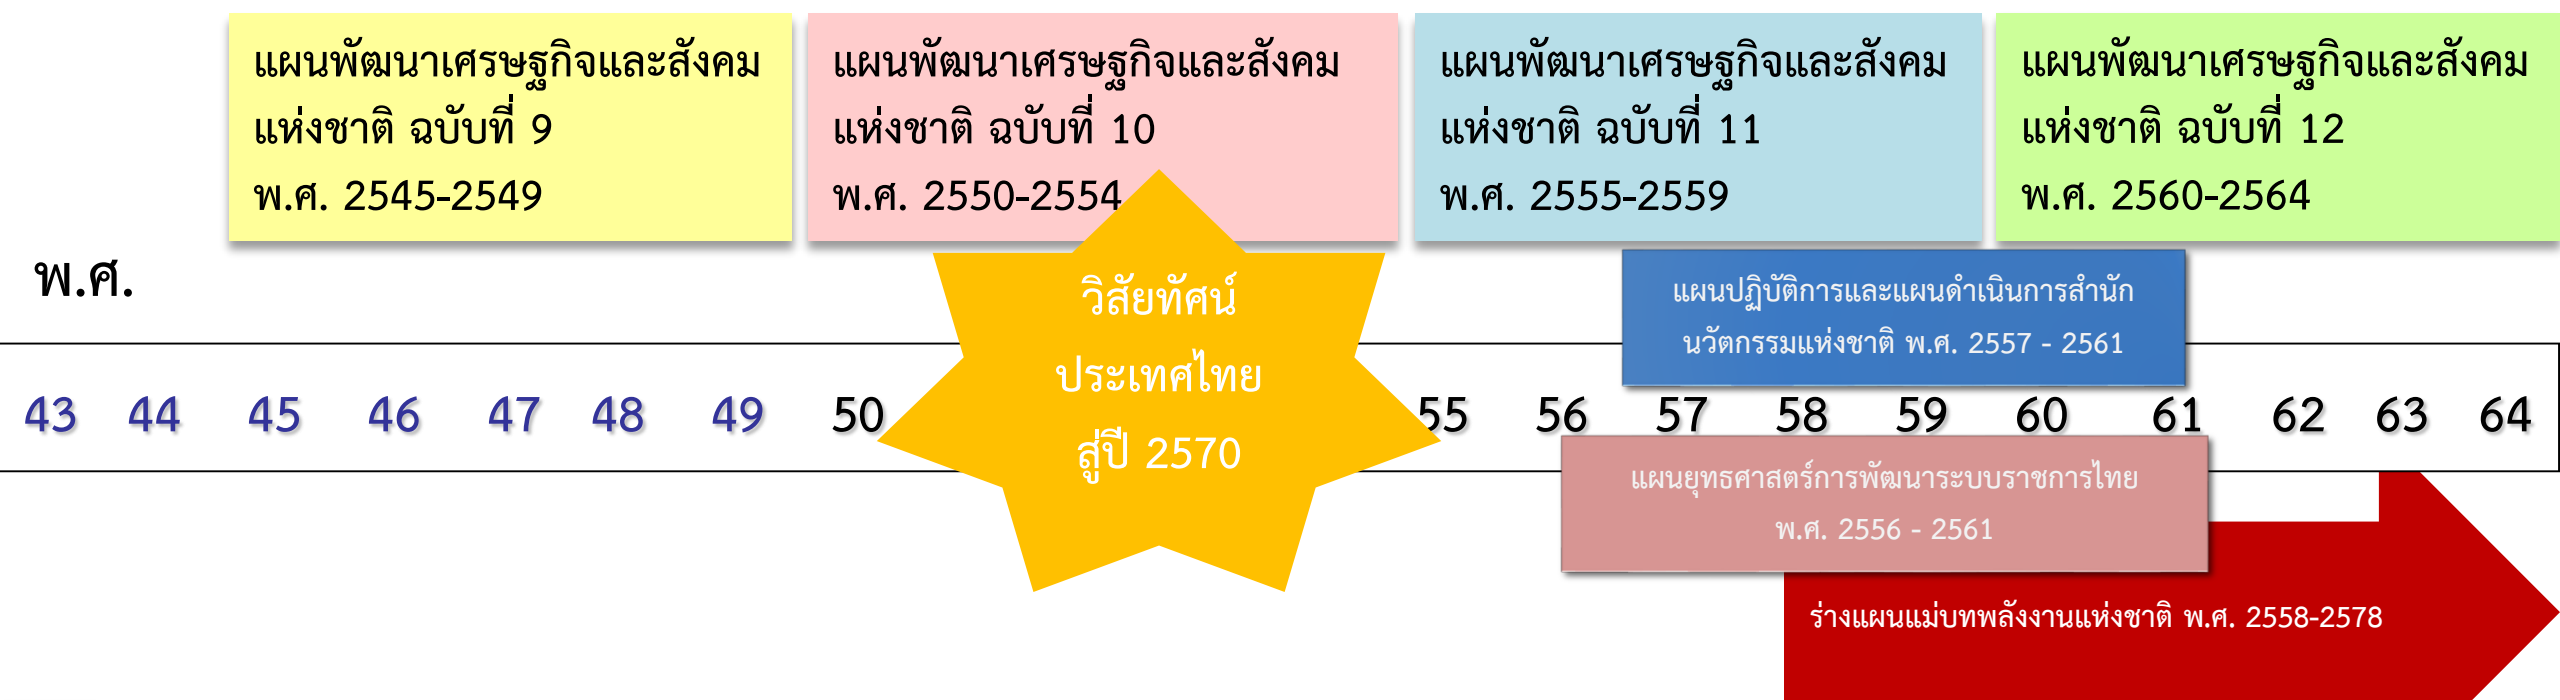 แผนพัฒนาเศรษฐกิจและสังคม
แห่งชาติ ฉบับที่ 9
พ.ศ. 2545-2549
แผนพัฒนาเศรษฐกิจและสังคม
แห่งชาติ ฉบับที่ 10
พ.ศ. 2550-2554
แผนพัฒนาเศรษฐกิจและสังคม
แห่งชาติ ฉบับที่ 11
พ.ศ. 2555-2559
แผนพัฒนาเศรษฐกิจและสังคม
แห่งชาติ ฉบับที่ 12
พ.ศ. 2560-2564
พ.ศ.
วิสัยทัศน์
ประเทศไทย
สู่ปี 2570
แผนปฏิบัติการและแผนดำเนินการสำนัก
นวัตกรรมแห่งชาติ พ.ศ. 2557 - 2561
43 44 45 46 47 48 49 50 55 56 57 58 59 60 61 62 63 64
แผนยุทธศาสตร์การพัฒนาระบบราชการไทย
พ.ศ. 2556 - 2561
ร่างแผนแม่บทพลังงานแห่งชาติ พ.ศ. 2558-2578